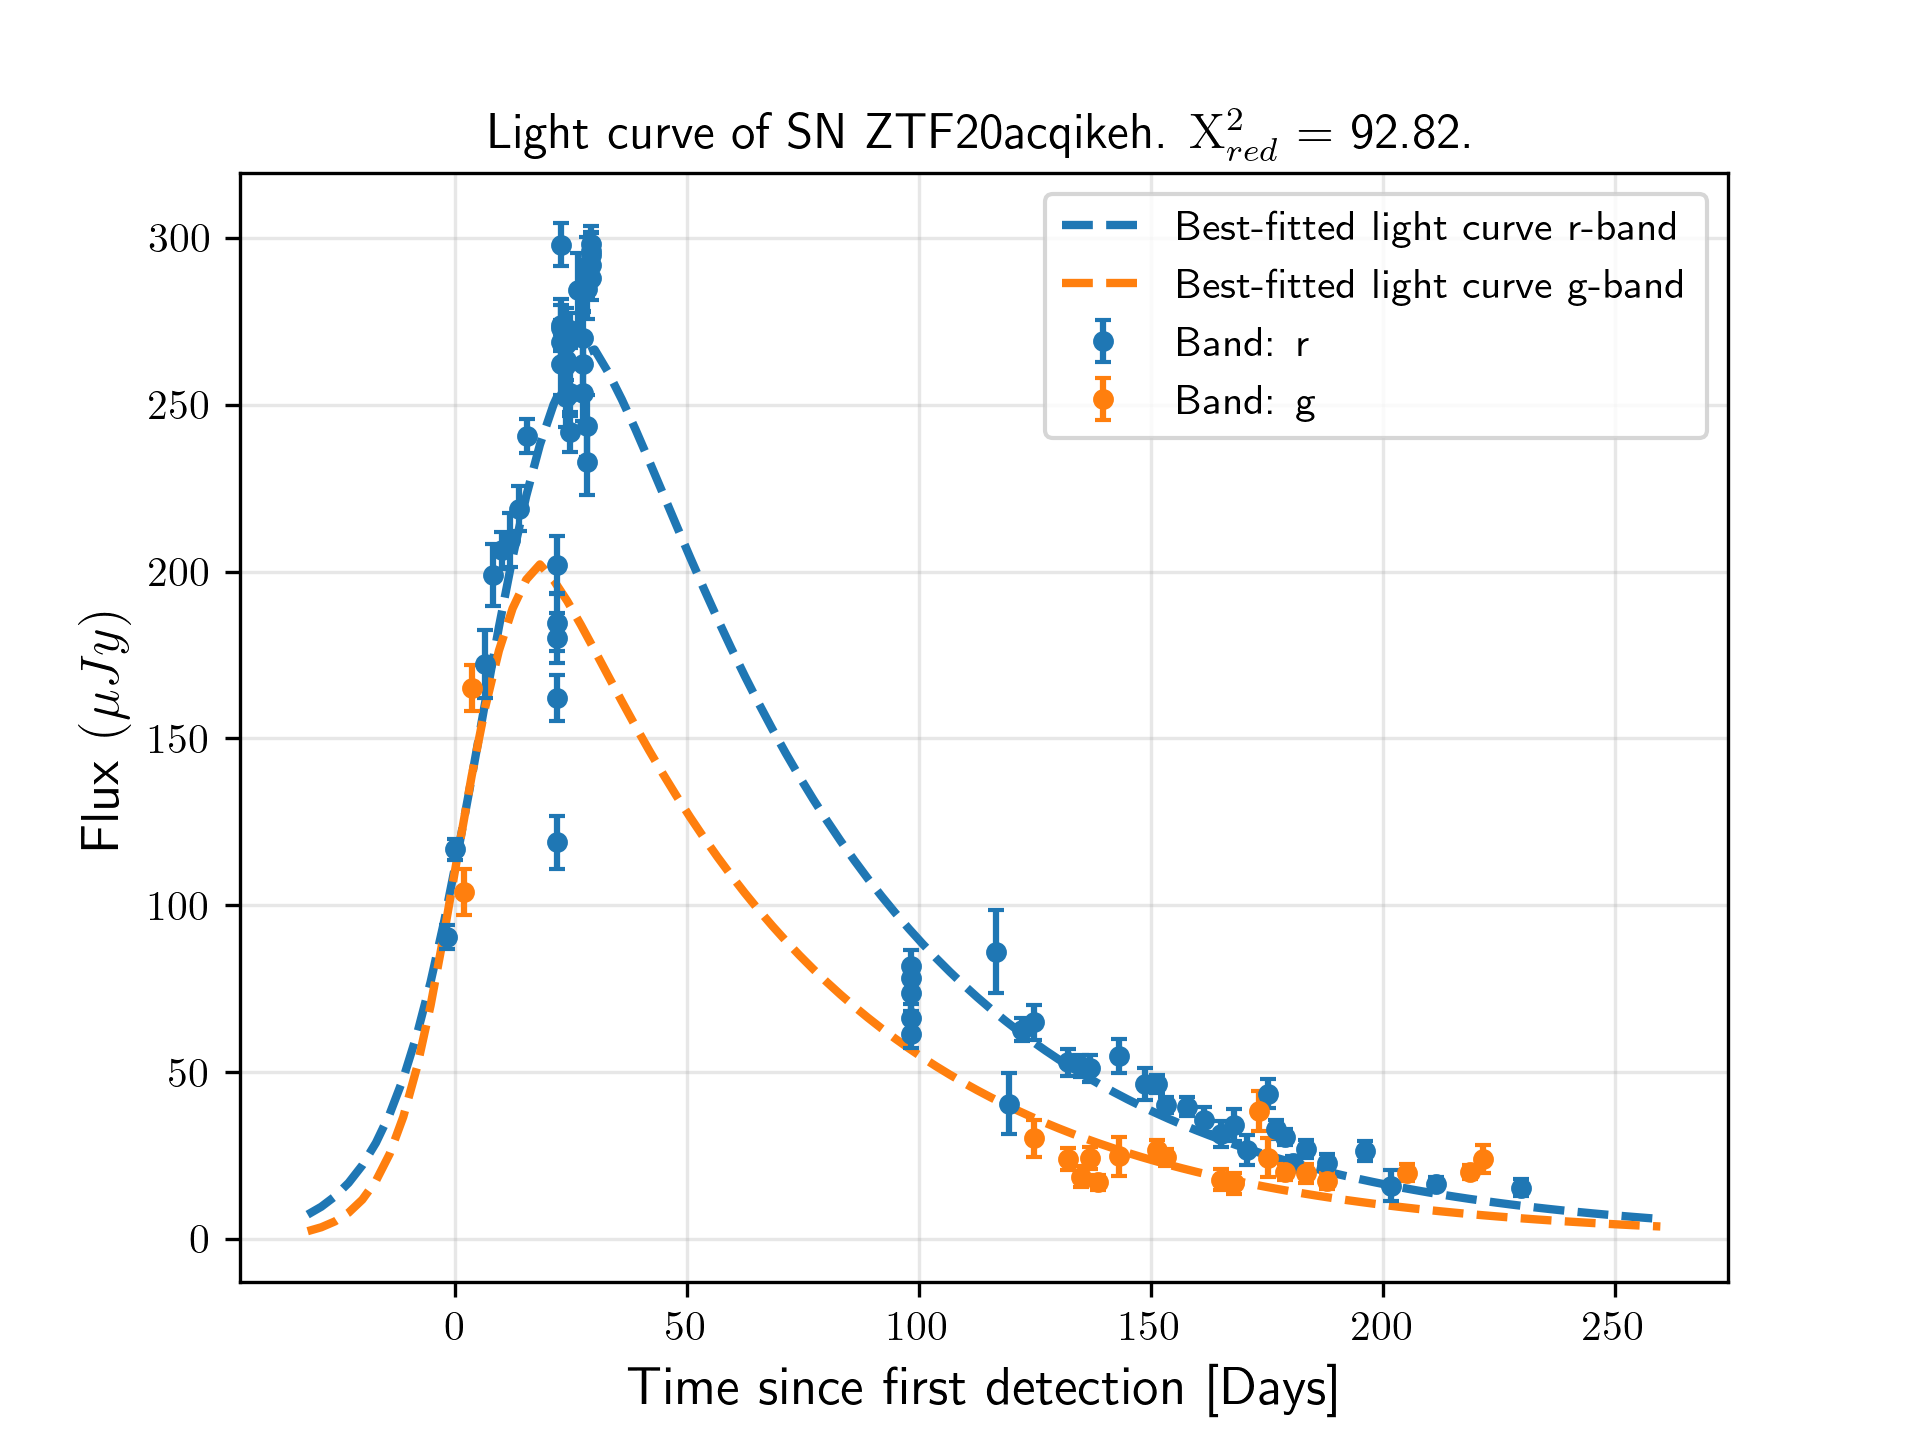 Light curve of SN ZTF20acqikeh. X²_red = 92.82.
Best-fitted light curve r-band
Best-fitted light curve g-band
Band: r
Band: g
Flux (μJy)
300
250
200
150
100
50
0
0 50 100 150 200 250
Time since first detection [Days]